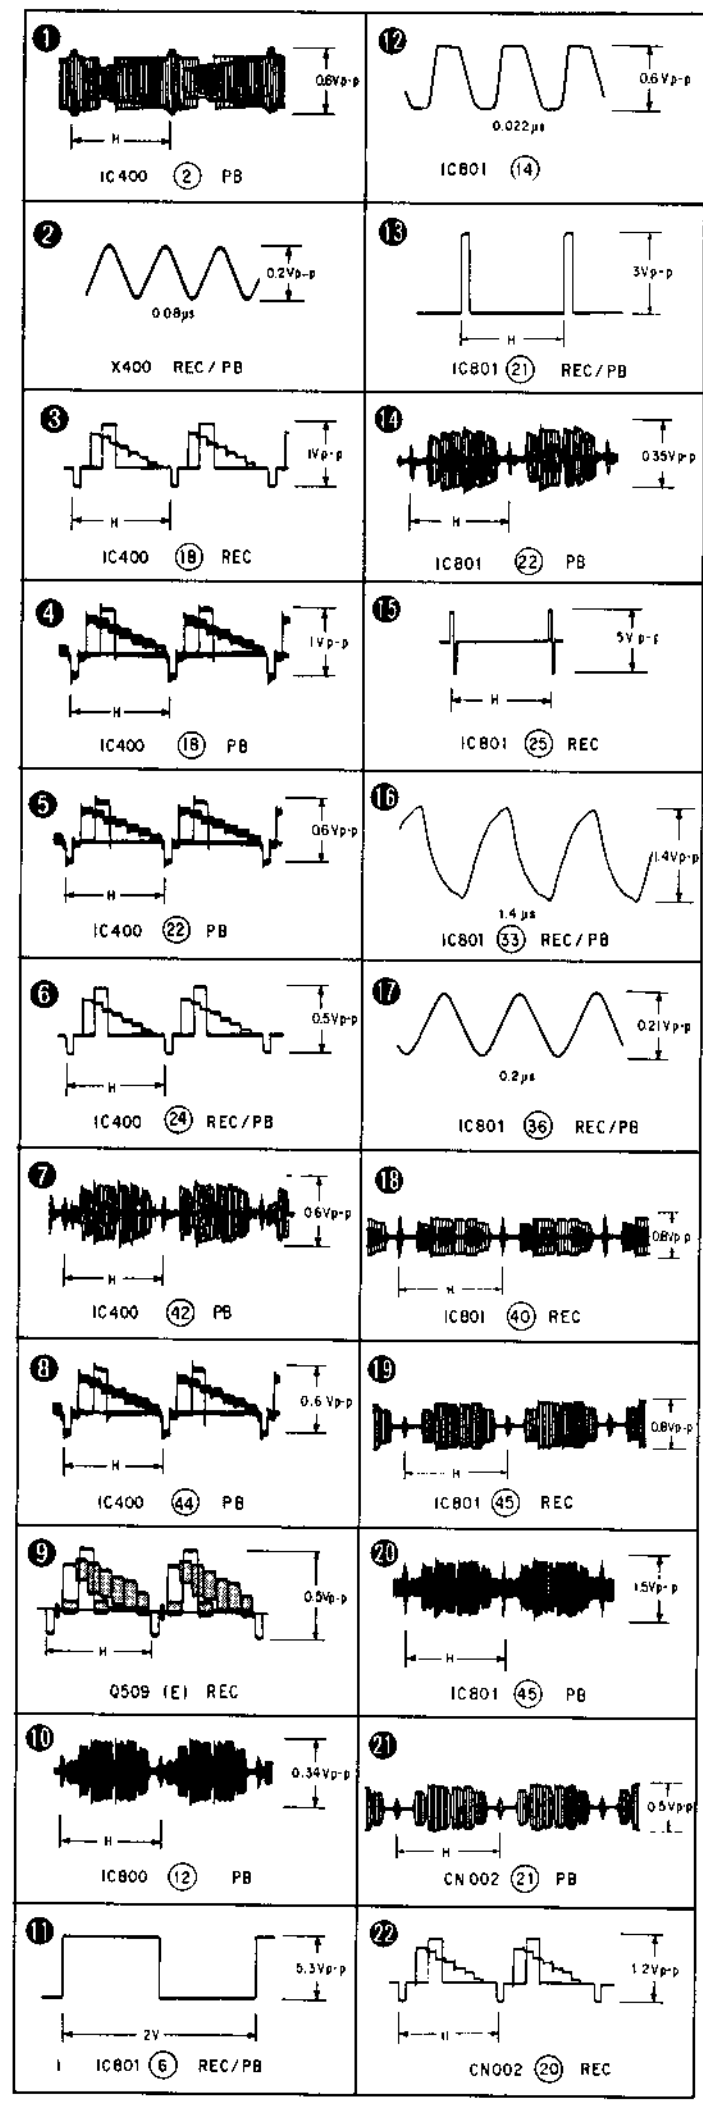 1
0.6Vp-p
H
IC400 2 PB
2
0.2Vp-p
0.08µs
X400 REC/PB
3
1Vp-p
H
IC400 18 REC
4
1Vp-p
H
IC400 18 PB
5
0.6Vp-p
H
IC400 22 PB
6
0.5Vp-p
H
IC400 24 REC/PB
7
0.6Vp-p
H
IC400 42 PB
8
0.6Vp-p
H
IC400 44 PB
9
0.5Vp-p
H
Q509 (E) REC
10
0.34Vp-p
H
IC800 12 PB
11
5.3Vp-p
2V
IC801 6 REC/PB
12
0.6Vp-p
0.022µs
IC801 14
13
3Vp-p
H
IC801 21 REC/PB
14
0.35Vp-p
H
IC801 22 PB
15
5Vp-p
H
IC801 25 REC
16
1.4Vp-p
1.4µs
IC801 33 REC/PB
17
0.21Vp-p
0.2µs
IC801 36 REC/PB
18
0.8Vp-p
H
IC801 40 REC
19
0.8Vp-p
H
IC801 45 REC
20
1.5Vp-p
H
IC801 45 PB
21
0.5Vp-p
H
CN002 21 PB
22
1.2Vp-p
H
CN002 20 REC